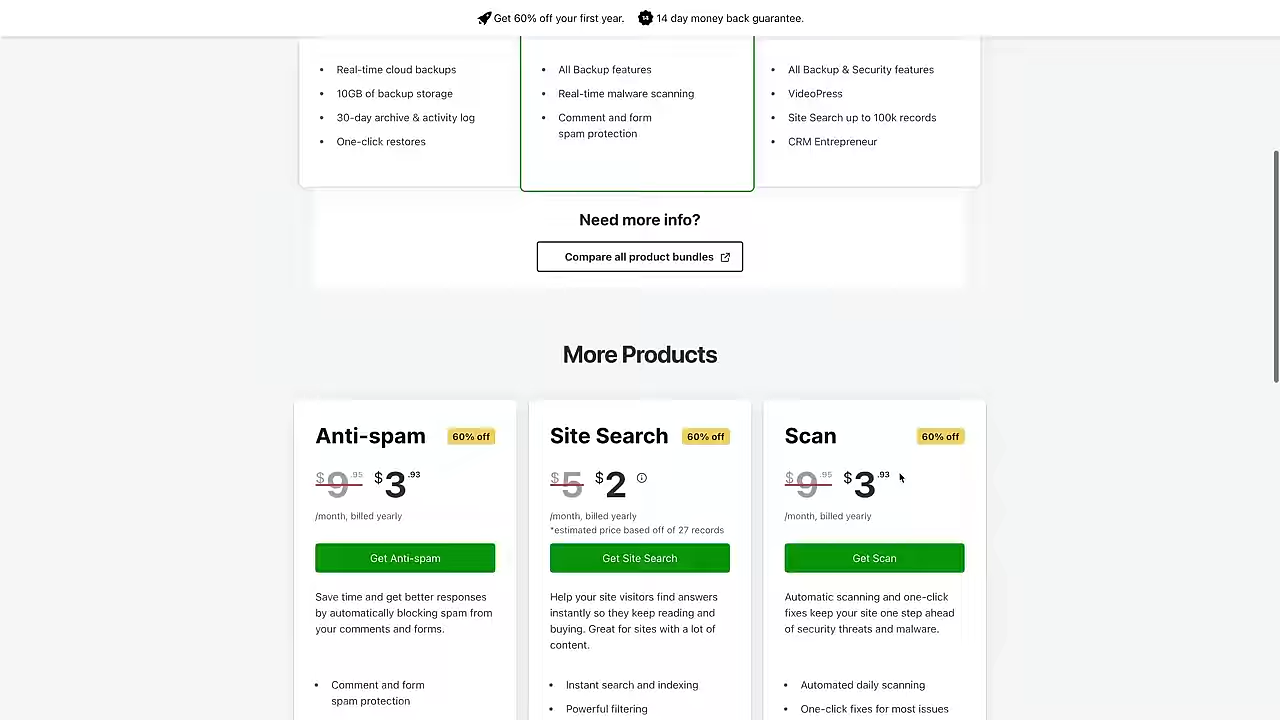 Get 60% off your first year. 14 14 day money back guarantee.
• Real-time cloud backups
• 10GB of backup storage
• 30-day archive & activity log
• One-click restores
• All Backup features
• Real-time malware scanning
• Comment and form
spam protection
• All Backup & Security features
• VideoPress
• Site Search up to 100k records
• CRM Entrepreneur
Need more info?
Compare all product bundles
More Products
Anti-spam 60% off
$9.95 $3.93
/month, billed yearly
Get Anti-spam
Save time and get better responses
by automatically blocking spam from
your comments and forms.
• Comment and form
spam protection
Site Search 60% off
$5 $2
/month, billed yearly
*estimated price based off of 27 records
Get Site Search
Help your site visitors find answers
instantly so they keep reading and
buying. Great for sites with a lot of
content.
• Instant search and indexing
• Powerful filtering
Scan 60% off
$9.95 $3.93
/month, billed yearly
Get Scan
Automatic scanning and one-click
fixes keep your site one step ahead
of security threats and malware.
• Automated daily scanning
• One-click fixes for most issues